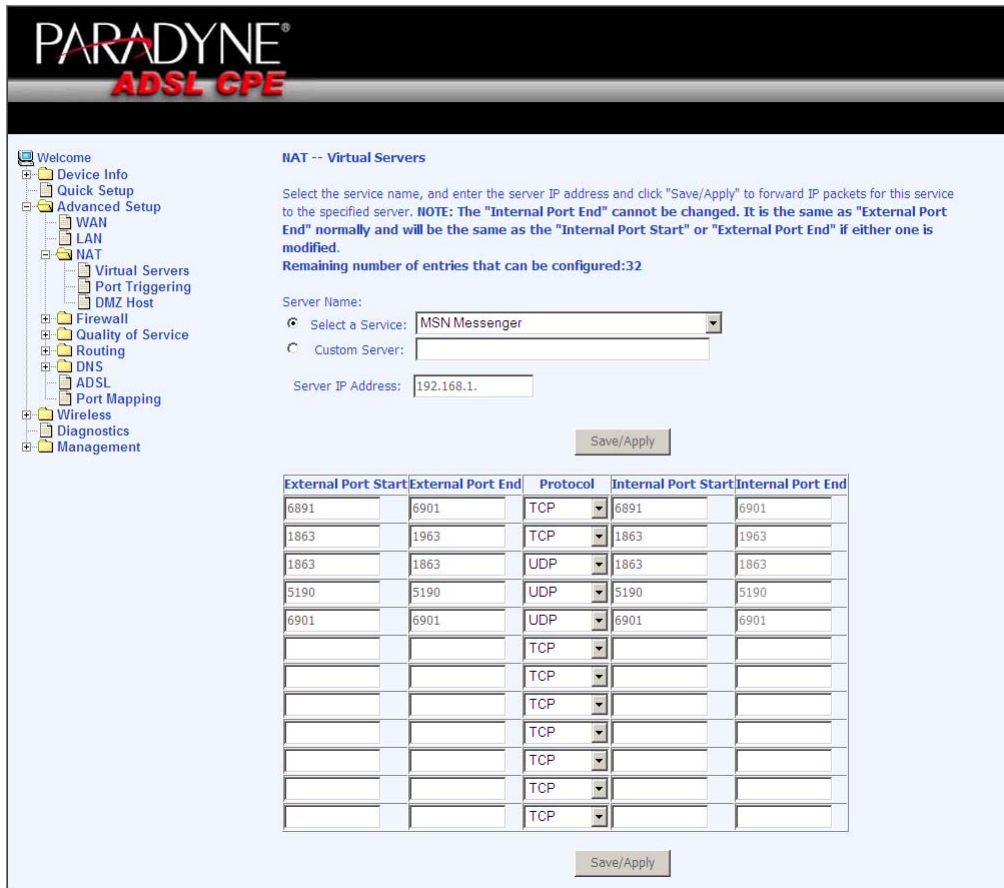 PARADYNE®
ADSL CPE
Welcome
Device Info
Quick Setup
Advanced Setup
WAN
LAN
NAT
Virtual Servers
Port Triggering
DMZ Host
Firewall
Quality of Service
Routing
DNS
ADSL
Port Mapping
Wireless
Diagnostics
Management
NAT -- Virtual Servers
Select the service name, and enter the server IP address and click "Save/Apply" to forward IP packets for this service
to the specified server. NOTE: The "Internal Port End" cannot be changed. It is the same as "External Port
End" normally and will be the same as the "Internal Port Start" or "External Port End" if either one is
modified.
Remaining number of entries that can be configured:32
Server Name:
Select a Service: MSN Messenger
Custom Server:
Server IP Address: 192.168.1.
Save/Apply
External Port Start External Port End Protocol Internal Port Start Internal Port End
6891 6901 TCP 6891 6901
1863 1963 TCP 1863 1963
1863 1863 UDP 1863 1863
5190 5190 UDP 5190 5190
6901 6901 UDP 6901 6901
TCP
TCP
TCP
TCP
TCP
TCP
TCP
Save/Apply